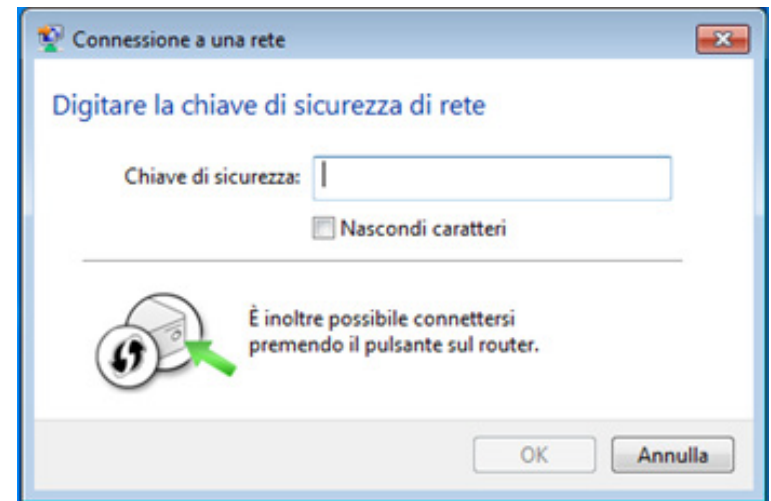 Connessione a una rete
Digitare la chiave di sicurezza di rete
Chiave di sicurezza:
Nascondi caratteri
È inoltre possibile connettersi
premendo il pulsante sul router.
OK
Annulla